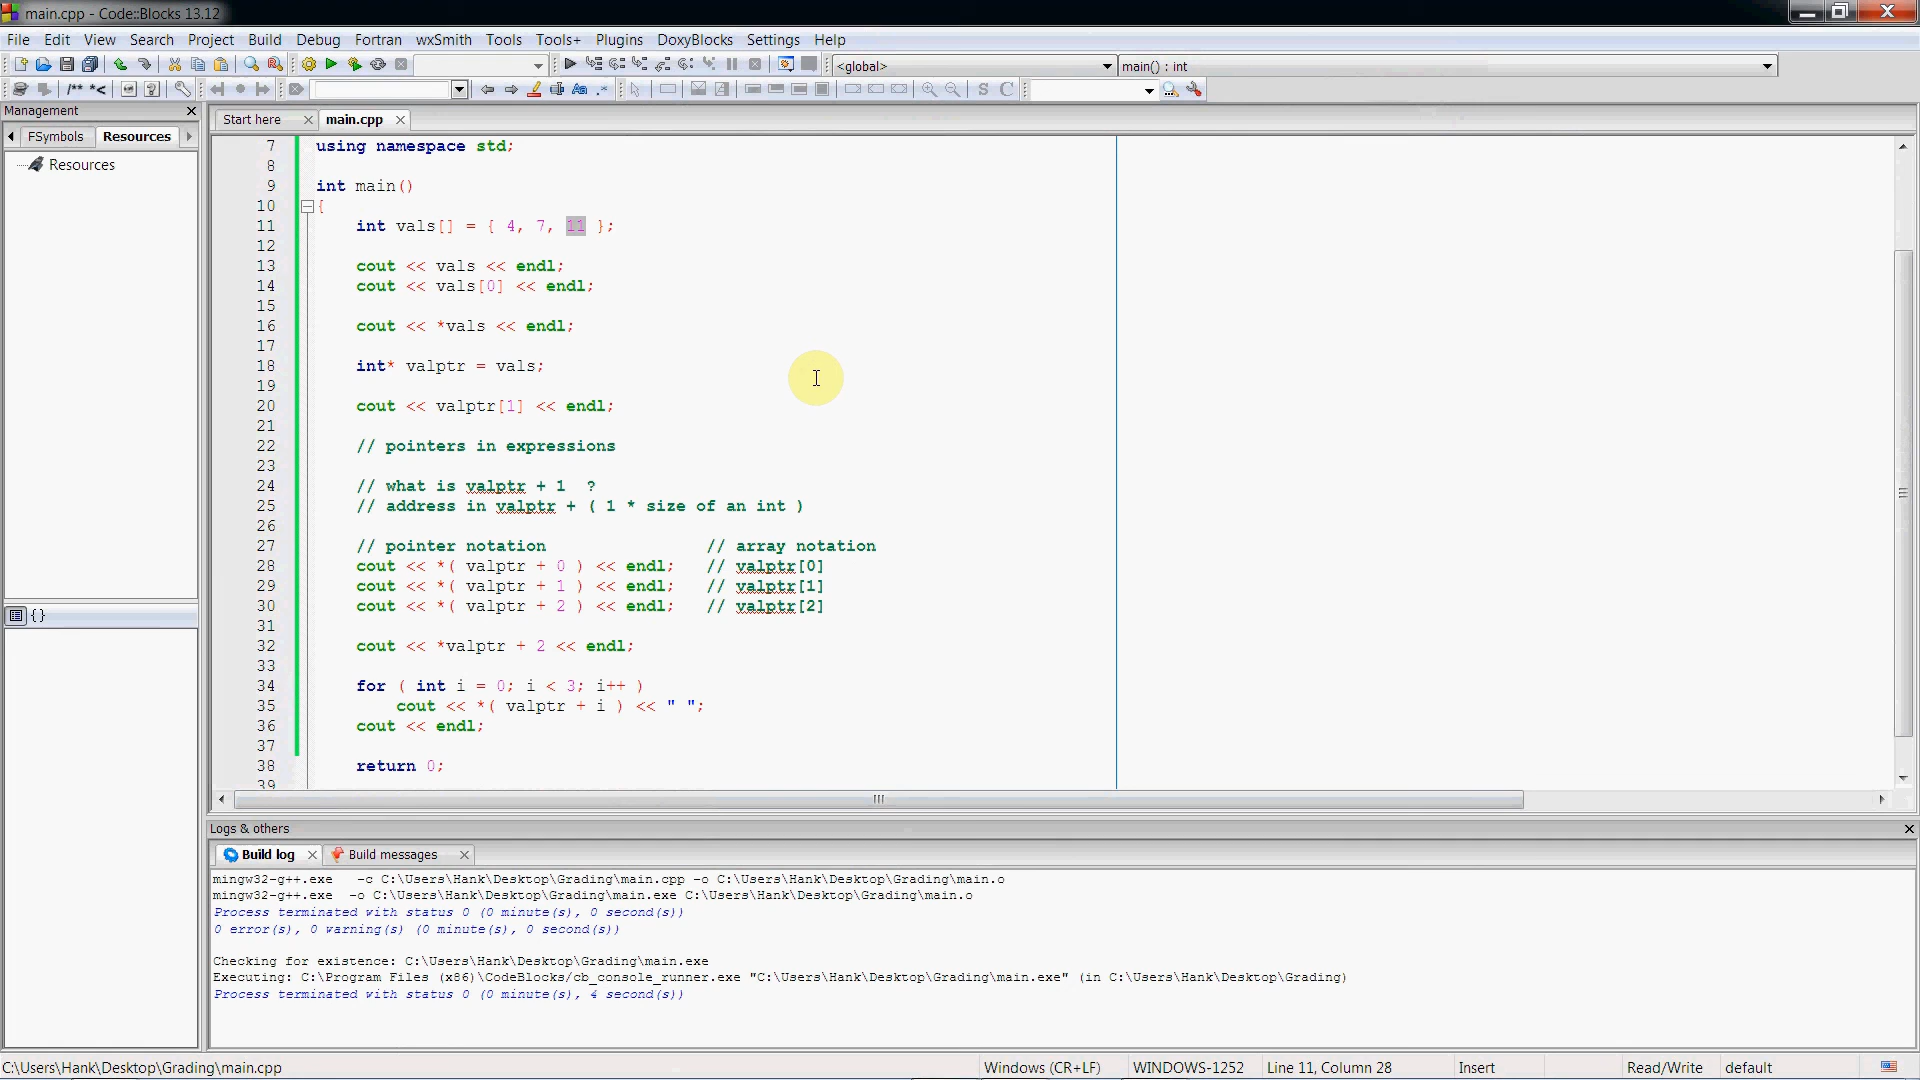 main.cpp - Code::Blocks 13.12
File Edit View Search Project Build Debug Fortran wxSmith Tools Tools+ Plugins DoxyBlocks Settings Help
<global> main() : int
/** *<
Management
FSymbols Resources
Resources
{}
Start here main.cpp
7 using namespace std;
8
9 int main()
10 {
11 int vals[] = { 4, 7, 11 };
12
13 cout << vals << endl;
14 cout << vals[0] << endl;
15
16 cout << *vals << endl;
17
18 int* valptr = vals;
19
20 cout << valptr[1] << endl;
21
22 // pointers in expressions
23
24 // what is valptr + 1 ?
25 // address in valptr + ( 1 * size of an int )
26
27 // pointer notation // array notation
28 cout << *( valptr + 0 ) << endl; // valptr[0]
29 cout << *( valptr + 1 ) << endl; // valptr[1]
30 cout << *( valptr + 2 ) << endl; // valptr[2]
31
32 cout << *valptr + 2 << endl;
33
34 for ( int i = 0; i < 3; i++ )
35 cout << *( valptr + i ) << " ";
36 cout << endl;
37
38 return 0;
39
Logs & others
Build log Build messages
mingw32-g++.exe -c C:\Users\Hank\Desktop\Grading\main.cpp -o C:\Users\Hank\Desktop\Grading\main.o
mingw32-g++.exe -o C:\Users\Hank\Desktop\Grading\main.exe C:\Users\Hank\Desktop\Grading\main.o
Process terminated with status 0 (0 minute(s), 0 second(s))
0 error(s), 0 warning(s) (0 minute(s), 0 second(s))
Checking for existence: C:\Users\Hank\Desktop\Grading\main.exe
Executing: C:\Program Files (x86)\CodeBlocks/cb_console_runner.exe "C:\Users\Hank\Desktop\Grading\main.exe" (in C:\Users\Hank\Desktop\Grading)
Process terminated with status 0 (0 minute(s), 4 second(s))
C:\Users\Hank\Desktop\Grading\main.cpp Windows (CR+LF) WINDOWS-1252 Line 11, Column 28 Insert Read/Write default